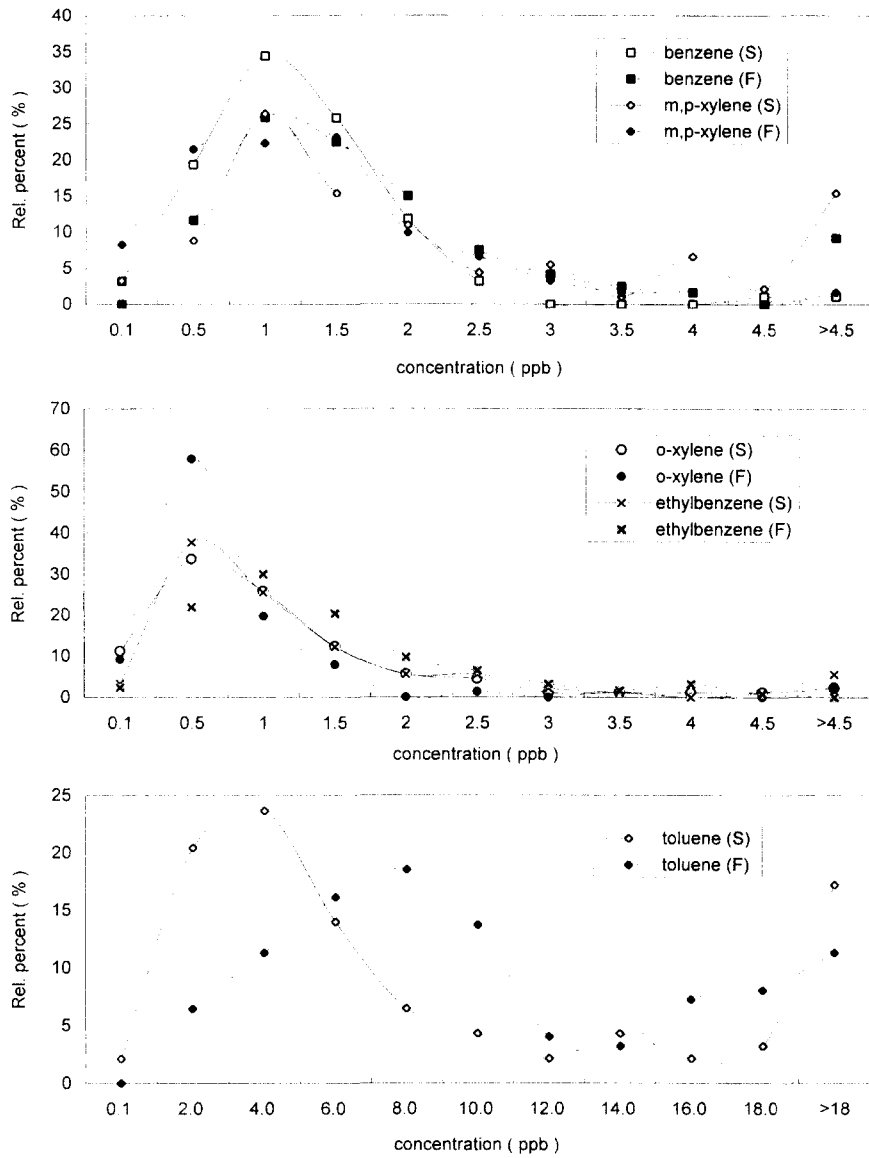 40
35
30
25
20
15
10
5
0
Rel. percent ( % )
benzene (S)
benzene (F)
m,p-xylene (S)
m,p-xylene (F)
0.1 0.5 1 1.5 2 2.5 3 3.5 4 4.5 >4.5
concentration ( ppb )
70
60
50
40
30
20
10
0
Rel. percent ( % )
o-xylene (S)
o-xylene (F)
ethylbenzene (S)
ethylbenzene (F)
0.1 0.5 1 1.5 2 2.5 3 3.5 4 4.5 >4.5
concentration ( ppb )
25
20
15
10
5
0
Rel. percent ( % )
toluene (S)
toluene (F)
0.1 2.0 4.0 6.0 8.0 10.0 12.0 14.0 16.0 18.0 >18
concentration ( ppb )